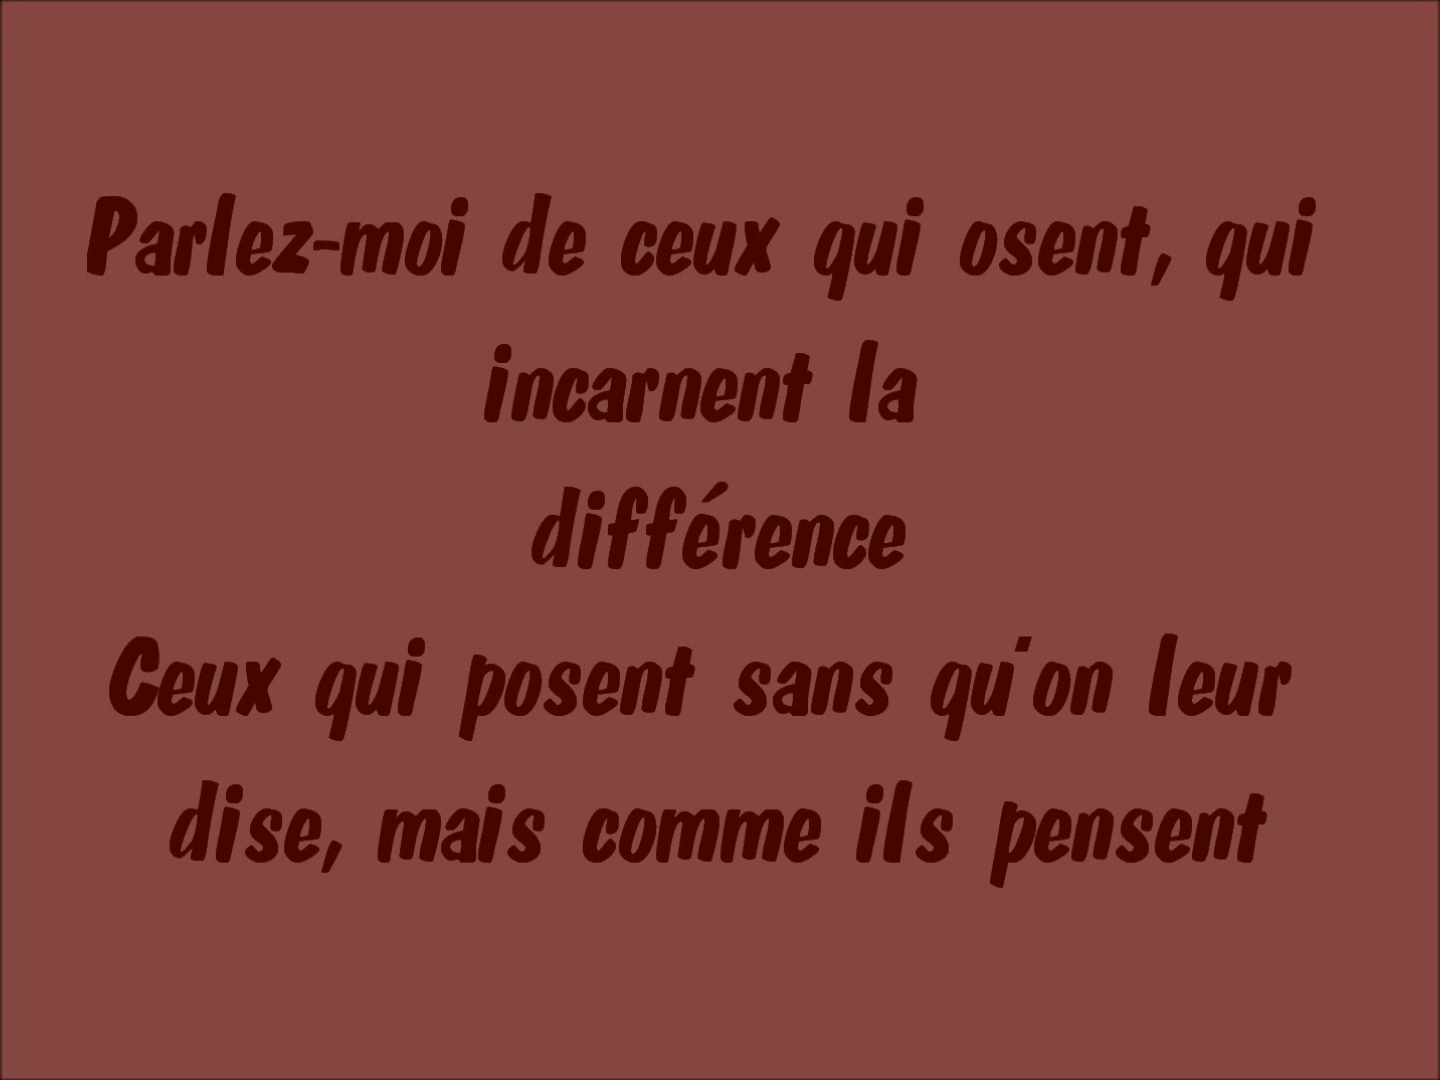 Parlez-moi de ceux qui osent, qui
incarnent la
différence
Ceux qui posent sans qu'on leur
dise, mais comme ils pensent